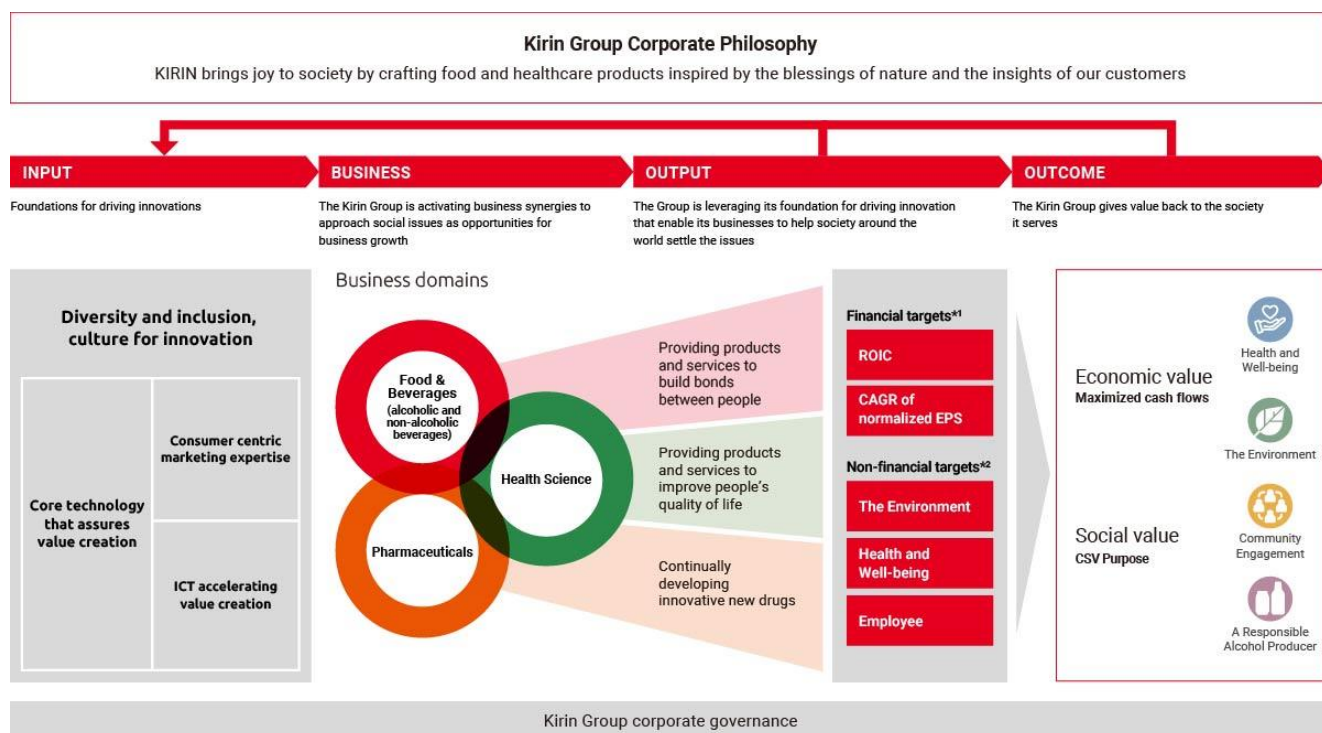 Kirin Group Corporate Philosophy
KIRIN brings joy to society by crafting food and healthcare products inspired by the blessings of nature and the insights of our customers
INPUT
BUSINESS
OUTPUT
OUTCOME
Foundations for driving innovations
The Kirin Group is activating business synergies to
approach social issues as opportunities for
business growth
The Group is leveraging its foundation for driving innovation
that enable its businesses to help society around the
world settle the issues
The Kirin Group gives value back to the society
it serves
Diversity and inclusion,
culture for innovation
Core technology
that assures
value creation
Consumer centric
marketing expertise
ICT accelerating
value creation
Business domains
Food &
Beverages
(alcoholic and
non-alcoholic
beverages)
Health Science
Pharmaceuticals
Providing products
and services to
build bonds
between people
Providing products
and services to
improve people's
quality of life
Continually
developing
innovative new drugs
Financial targets*1
ROIC
CAGR of
normalized EPS
Non-financial targets*2
The Environment
Health and
Well-being
Employee
Economic value
Maximized cash flows
Social value
CSV Purpose
Health and
Well-being
The Environment
Community
Engagement
A Responsible
Alcohol Producer
Kirin Group corporate governance